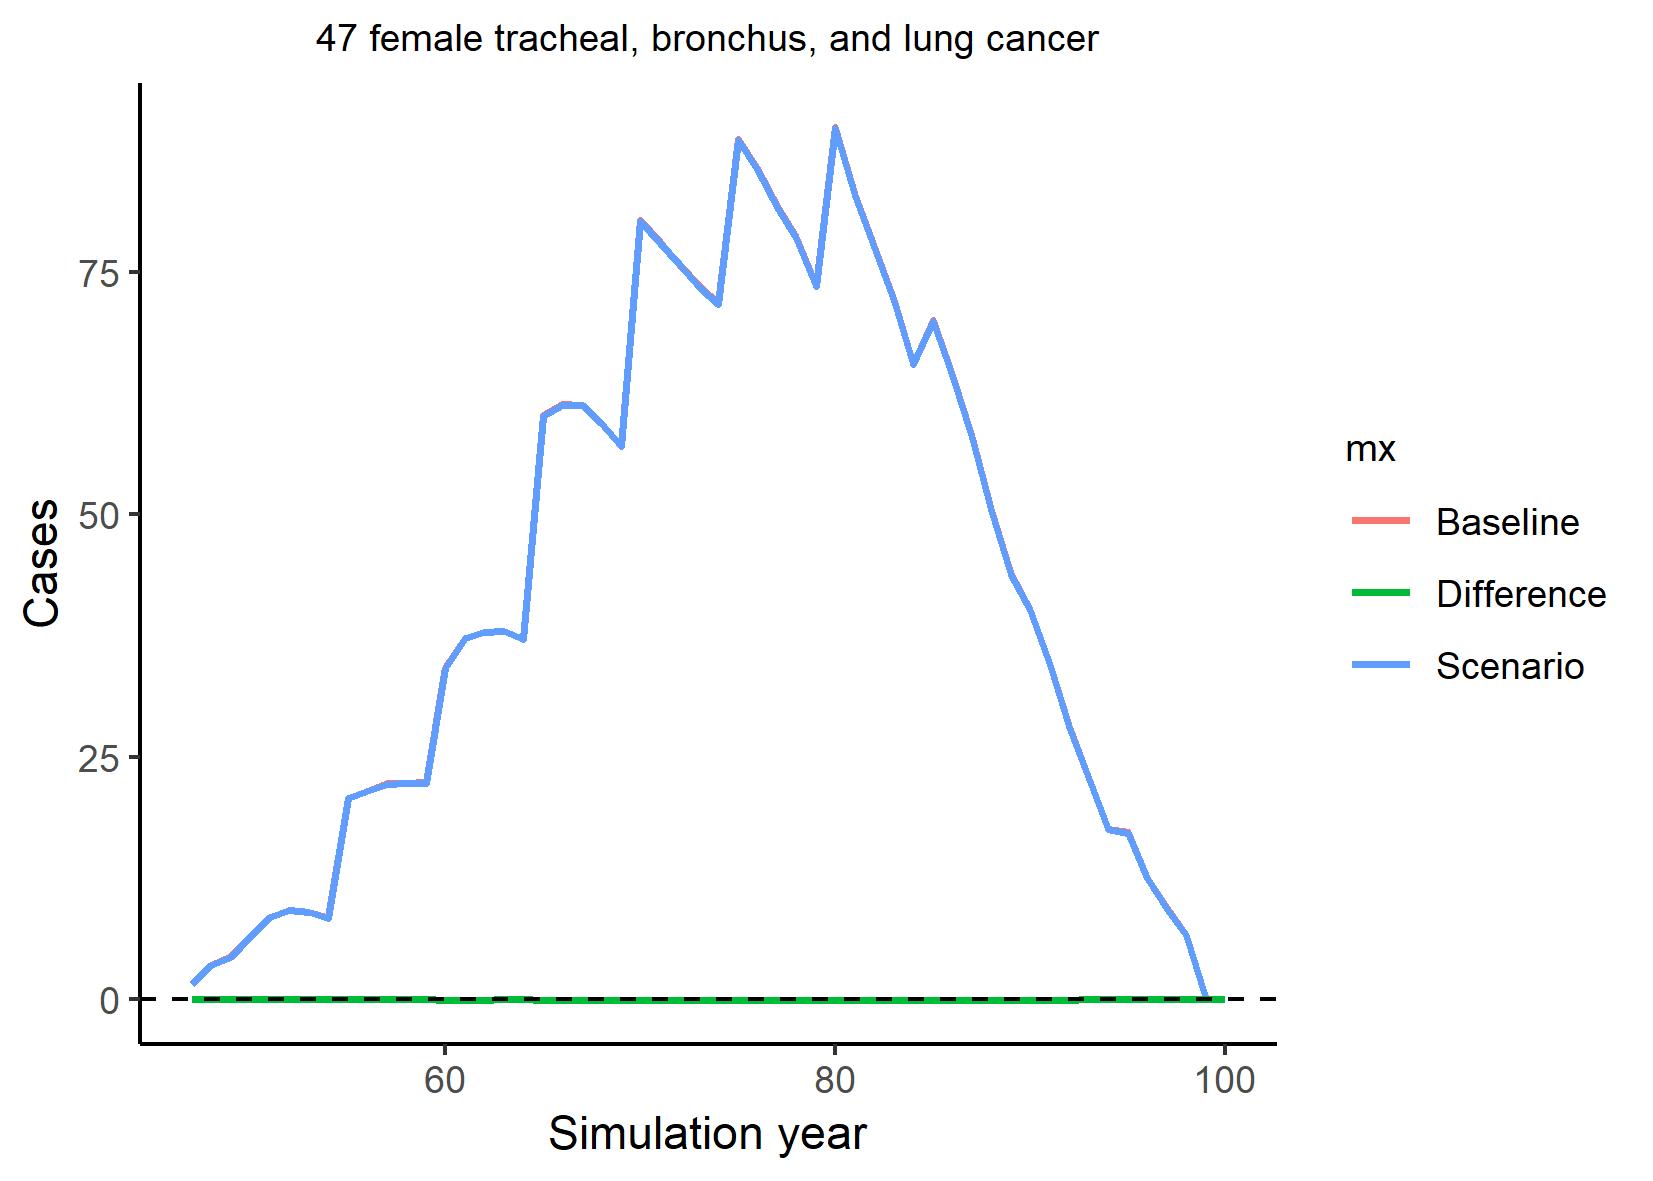 47 female tracheal, bronchus, and lung cancer
Cases
75
50
25
0
60 80 100
Simulation year
mx
Baseline
Difference
Scenario